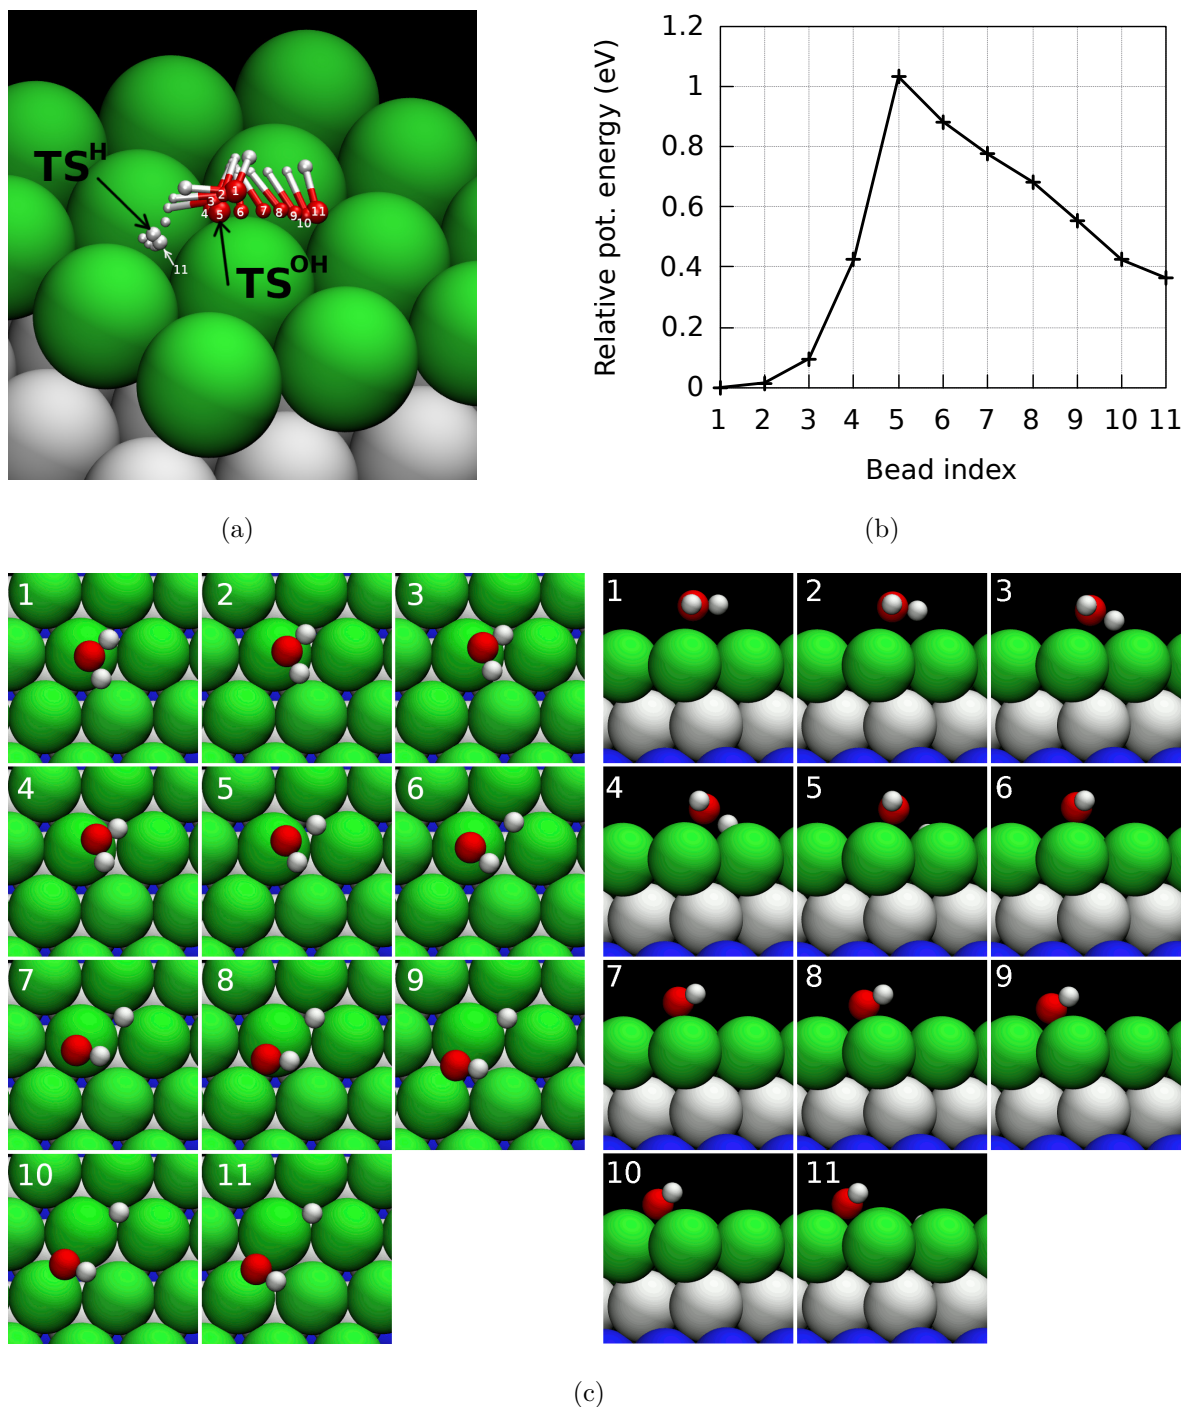 TS^H
1
2
3
4
5
6
7
8
9
10
11
11
TS^OH
(a)
Relative pot. energy (eV)
1.2
1
0.8
0.6
0.4
0.2
0
1 2 3 4 5 6 7 8 9 10 11
Bead index
(b)
1 2 3
4 5 6
7 8 9
10 11
1 2 3
4 5 6
7 8 9
10 11
(c)